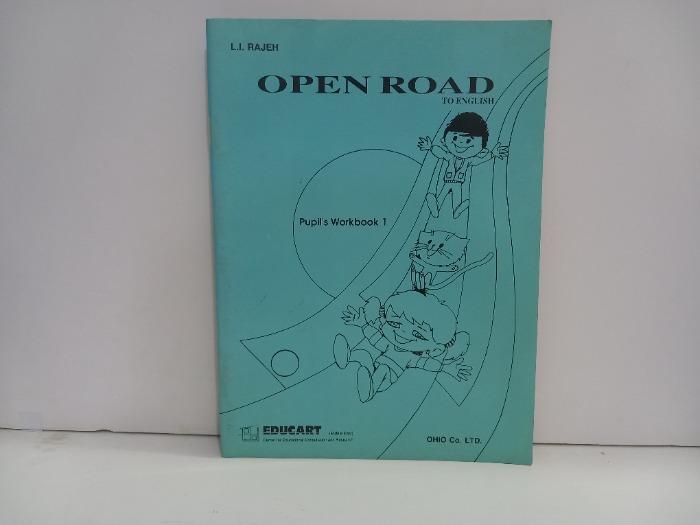 L.I. RAJEH
OPEN ROAD
TO ENGLISH
Pupil's Workbook 1
EDUCART
OHIO Co. LTD.